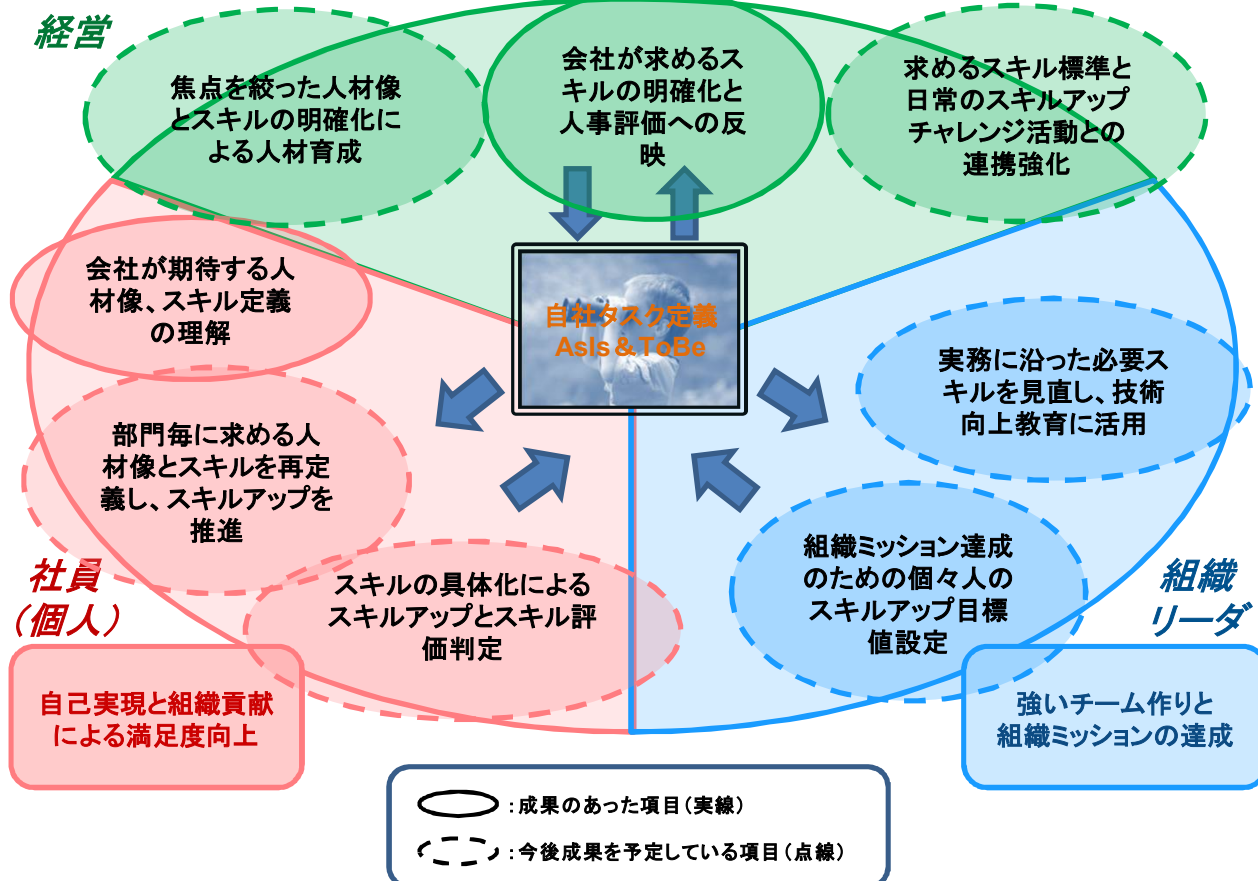 経営
焦点を絞った人材像
とスキルの明確化に
よる人材育成
会社が求めるス
キルの明確化と
人事評価への反
映
求めるスキル標準と
日常のスキルアップ
チャレンジ活動との
連携強化
会社が期待する人
材像、スキル定義
の理解
自社タスク定義
AsIs＆ToBe
実務に沿った必要ス
キルを見直し、技術
向上教育に活用
部門毎に求める人
材像とスキルを再定
義し、スキルアップを
推進
社員
（個人）
スキルの具体化による
スキルアップとスキル評
価判定
組織ミッション達成
のための個々人の
スキルアップ目標
値設定
組織
リーダ
自己実現と組織貢献
による満足度向上
強いチーム作りと
組織ミッションの達成
：成果のあった項目（実線）
：今後成果を予定している項目（点線）